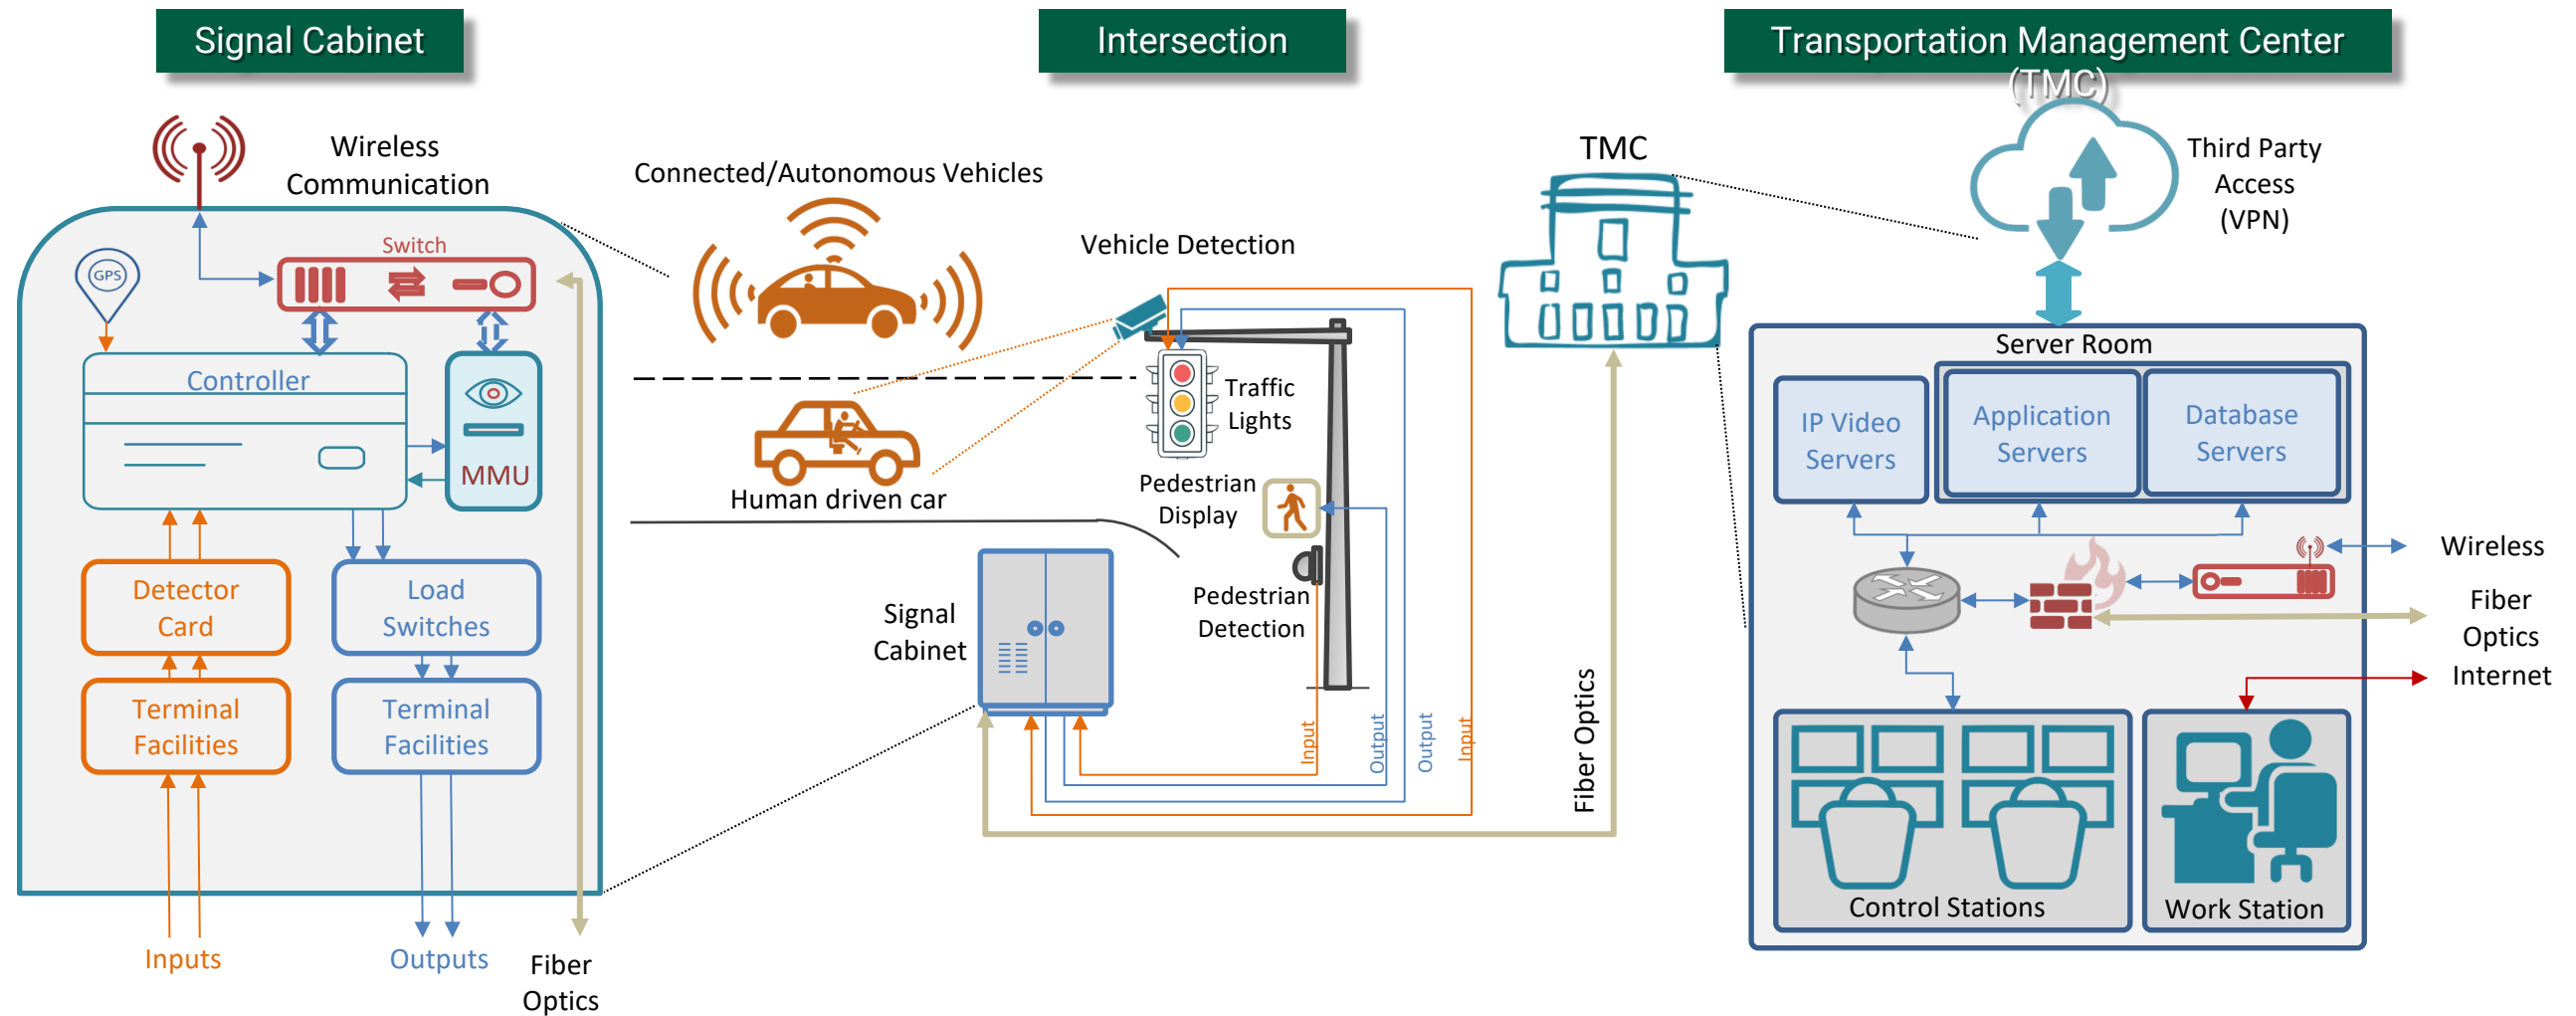 Signal Cabinet
Intersection
Transportation Management Center
(TMC)
Wireless
Communication
Switch
GPS
Controller
MMU
Detector
Card
Load
Switches
Terminal
Facilities
Terminal
Facilities
Inputs
Outputs
Fiber
Optics
Connected/Autonomous Vehicles
Vehicle Detection
Human driven car
Traffic
Lights
Pedestrian
Display
Pedestrian
Detection
Signal
Cabinet
Input
Output
Output
Input
Fiber Optics
TMC
Third Party
Access
(VPN)
Server Room
IP Video
Servers
Application
Servers
Database
Servers
Wireless
Fiber
Optics
Internet
Control Stations
Work Station